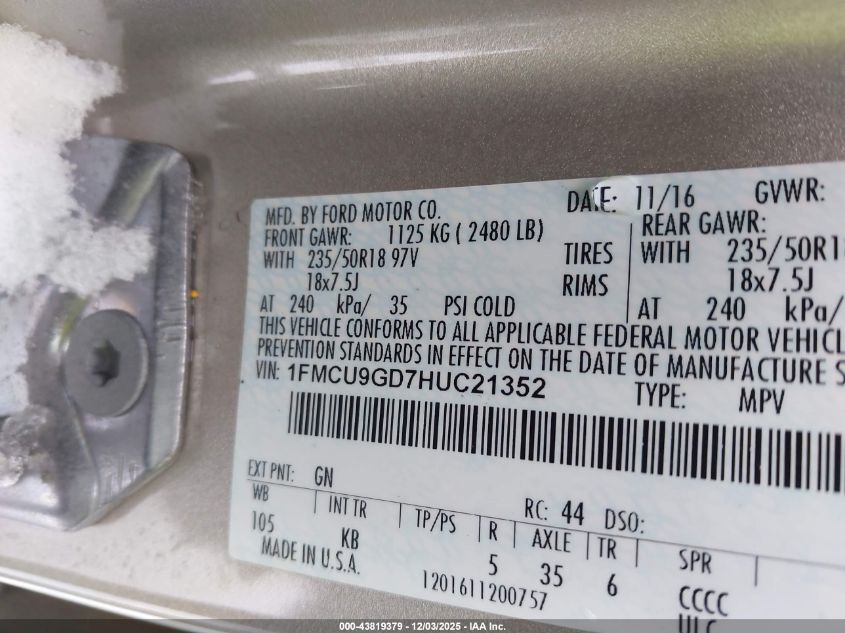 MFD. BY FORD MOTOR CO. DATE: 11/16 GVWR:
FRONT GAWR: 1125 KG ( 2480 LB) REAR GAWR:
WITH 235/50R18 97V TIRES WITH 235/50R18
18x7.5J RIMS 18x7.5J
AT 240 kPa/ 35 PSI COLD AT 240 kPa/
THIS VEHICLE CONFORMS TO ALL APPLICABLE FEDERAL MOTOR VEHICL
PREVENTION STANDARDS IN EFFECT ON THE DATE OF MANUFACTURE S
VIN: 1FMCU9GD7HUC21352 TYPE: MPV
EXT PNT: GN RC: 44 DSO:
WB INT TR TP/PS R AXLE TR SPR
105 KB 5 35 6 CCCC
MADE IN U.S.A. 1201611200757
000-43819379 - 12/03/2025 - IAA Inc.